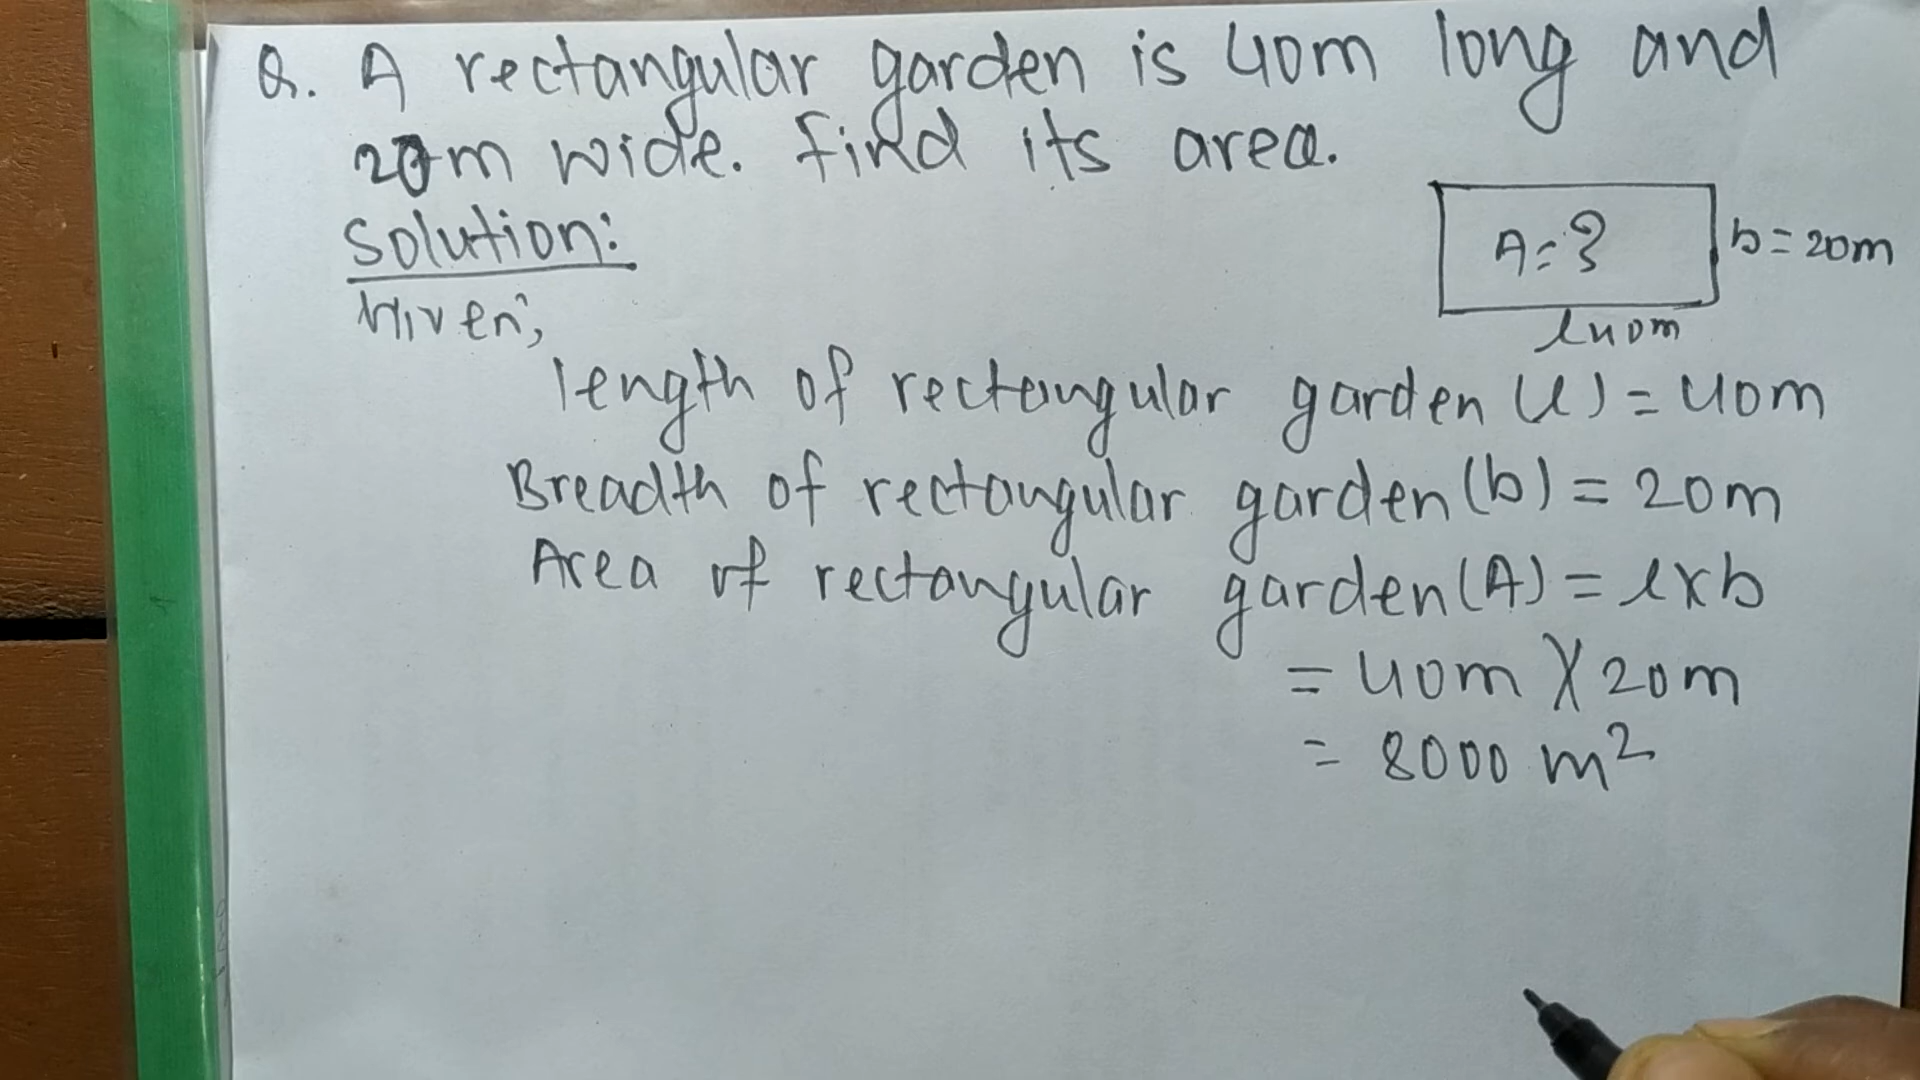 Q. A rectangular garden is 40m long and
20m wide. Find its area.
Solution:
A=?
b=20m
l 40m
Given,
length of rectangular garden (l) = 40m
Breadth of rectangular garden (b) = 20m
Area of rectangular garden (A) = l×b
= 40m × 20m
= 8000 m²